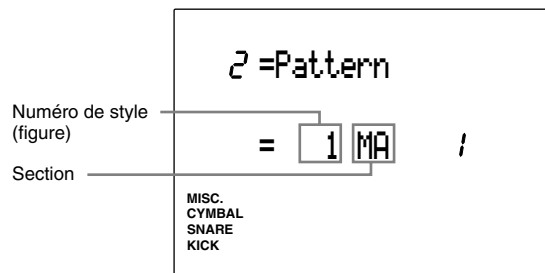 2 =Pattern
Numéro de style
(figure)
= 1 MA 1
Section
MISC.
CYMBAL
SNARE
KICK